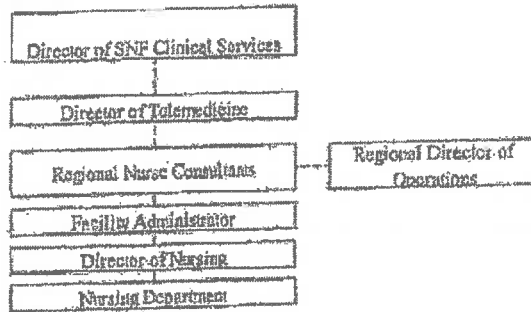 Director of SNF Clinical Services
Director of Telemedicine
Regional Nurse Consultants
Regional Director of
Operations
Facility Administrator
Director of Nursing
Nursing Department